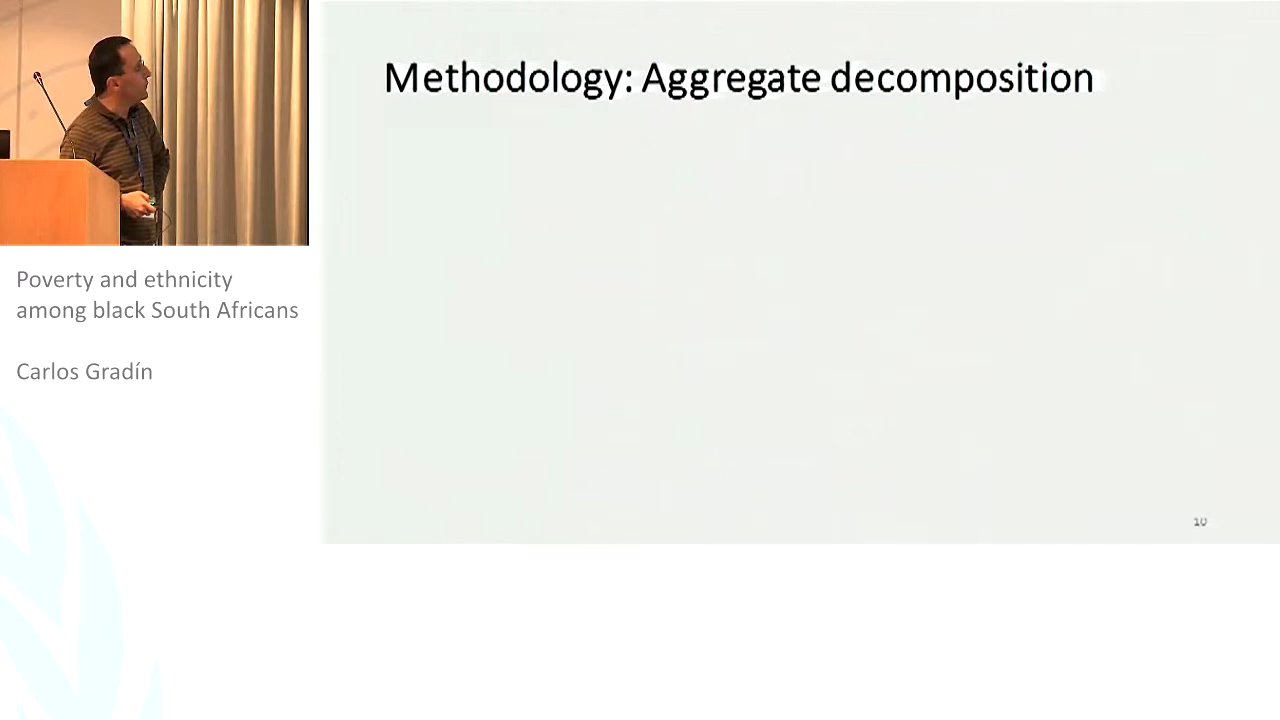 Methodology: Aggregate decomposition
Poverty and ethnicity
among black South Africans
Carlos Gradín
10